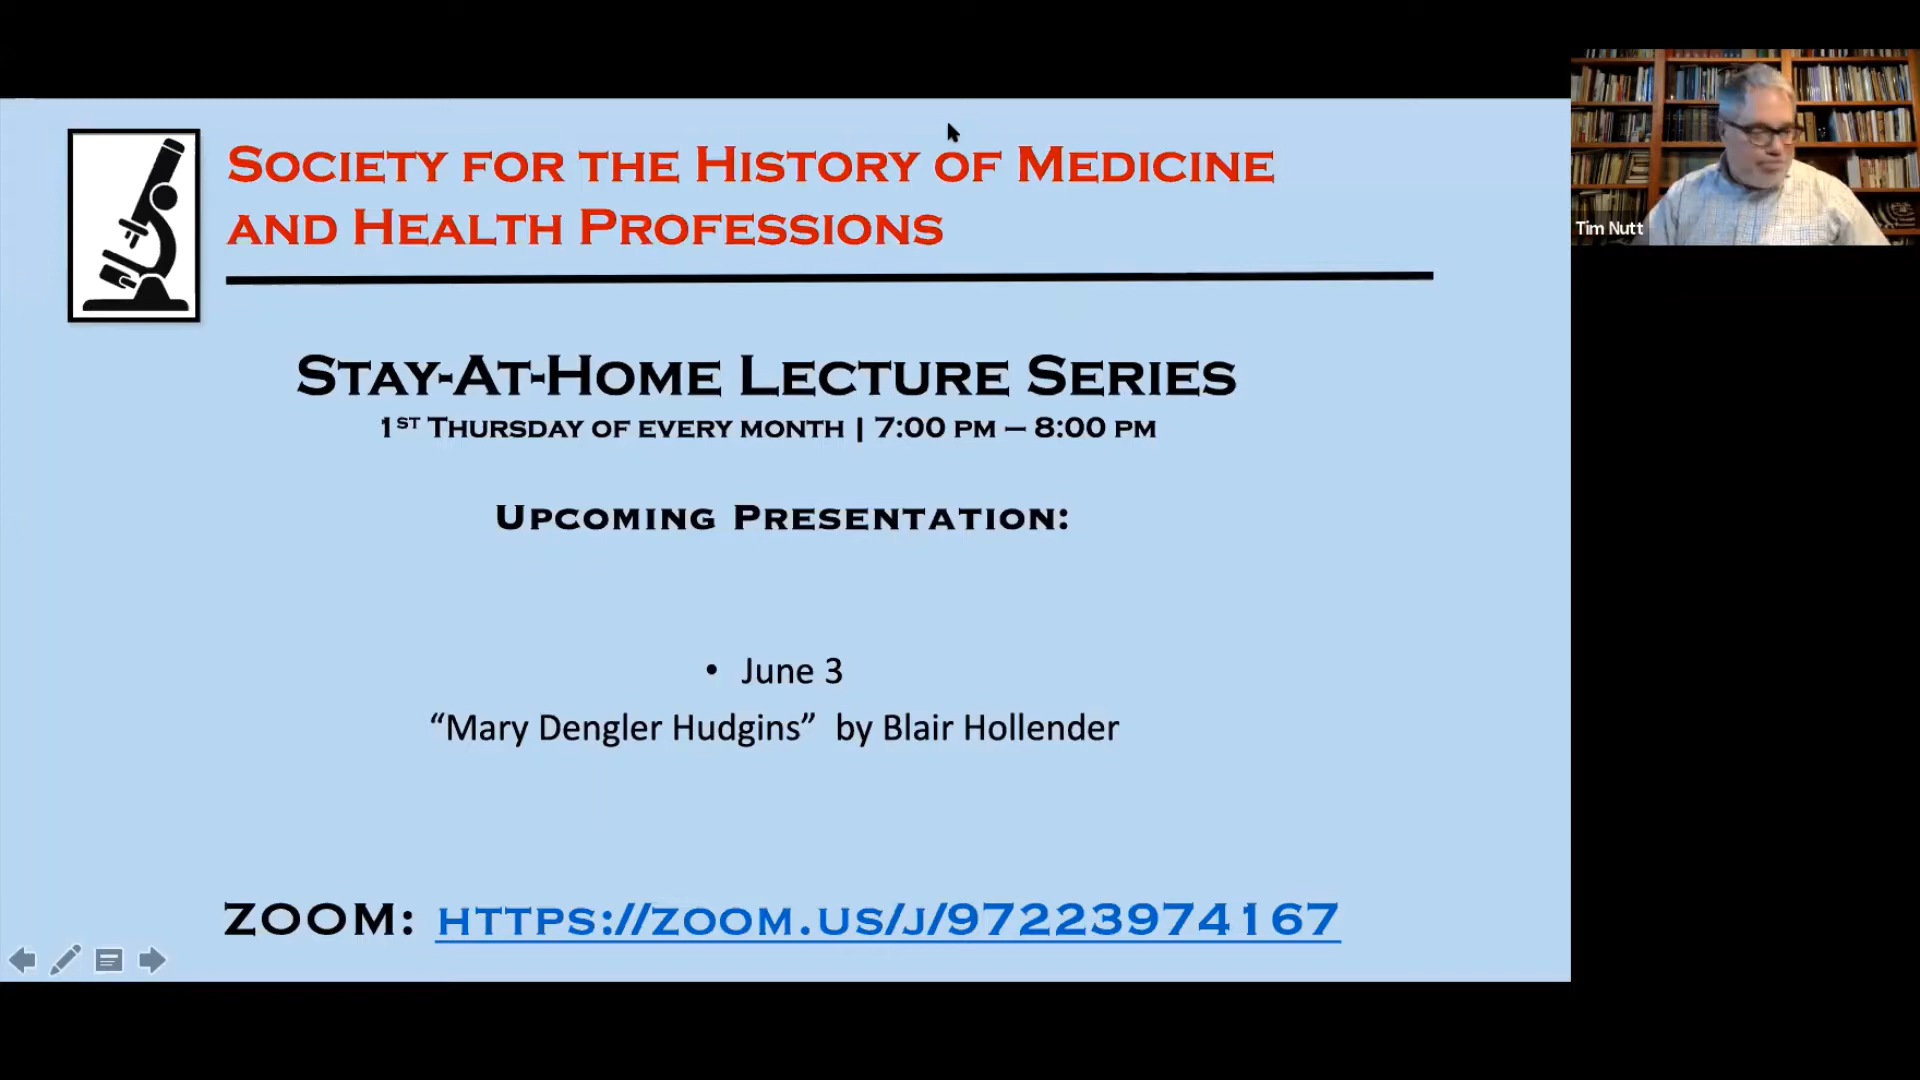 SOCIETY FOR THE HISTORY OF MEDICINE
AND HEALTH PROFESSIONS
STAY-AT-HOME LECTURE SERIES
1ST THURSDAY OF EVERY MONTH | 7:00 PM – 8:00 PM
UPCOMING PRESENTATION:
• June 3
“Mary Dengler Hudgins”  by Blair Hollender
ZOOM: HTTPS://ZOOM.US/J/97223974167
Tim Nutt